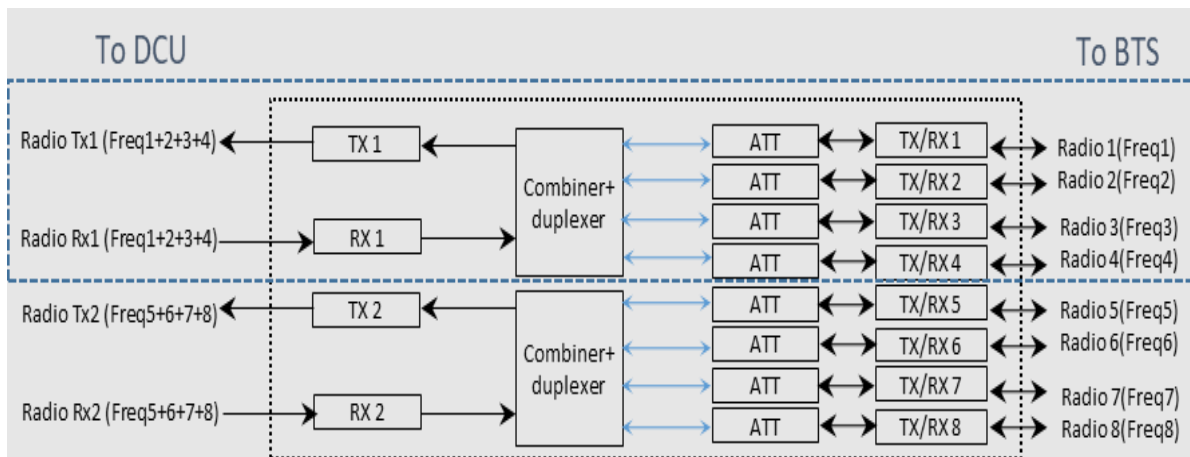 To DCU
To BTS
Radio Tx1 (Freq1+2+3+4)
TX 1
Combiner+
duplexer
ATT
TX/RX 1
Radio 1(Freq1)
ATT
TX/RX 2
Radio 2(Freq2)
Radio Rx1 (Freq1+2+3+4)
RX 1
ATT
TX/RX 3
Radio 3(Freq3)
ATT
TX/RX 4
Radio 4(Freq4)
Radio Tx2 (Freq5+6+7+8)
TX 2
Combiner+
duplexer
ATT
TX/RX 5
Radio 5(Freq5)
ATT
TX/RX 6
Radio 6(Freq6)
Radio Rx2 (Freq5+6+7+8)
RX 2
ATT
TX/RX 7
Radio 7(Freq7)
ATT
TX/RX 8
Radio 8(Freq8)